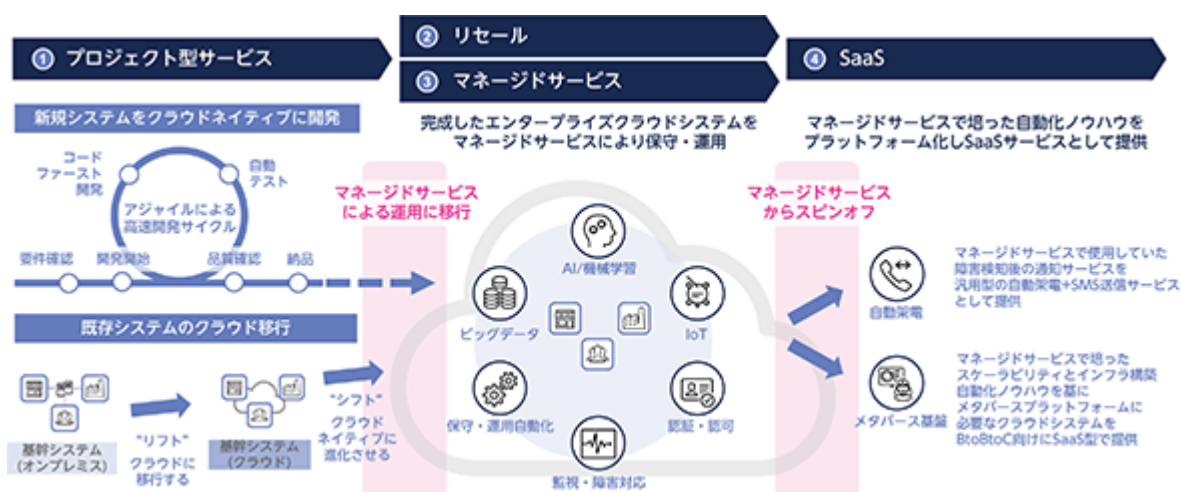 ① プロジェクト型サービス
② リセール
③ マネージドサービス
④ SaaS
新規システムをクラウドネイティブに開発
コード
ファースト
開発
自動
テスト
アジャイルによる
高速開発サイクル
要件確認
開発開始
品質確認
納品
既存システムのクラウド移行
基幹システム
(オンプレミス)
"リフト"
クラウドに
移行する
基幹システム
(クラウド)
"シフト"
クラウド
ネイティブに
進化させる
完成したエンタープライズクラウドシステムを
マネージドサービスにより保守・運用
マネージドサービス
による運用に移行
AI/機械学習
ビッグデータ
IoT
保守・運用自動化
認証・認可
監視・障害対応
マネージドサービスで培った自動化ノウハウを
プラットフォーム化しSaaSサービスとして提供
マネージドサービス
からスピンオフ
自動架電
マネージドサービスで使用していた
障害検知後の通知サービスを
汎用型の自動架電+SMS送信サービス
として提供
メタバース基盤
マネージドサービスで培った
スケーラビリティとインフラ構築
自動化ノウハウを基に
メタバースプラットフォームに
必要なクラウドシステムを
BtoBtoC向けにSaaS型で提供